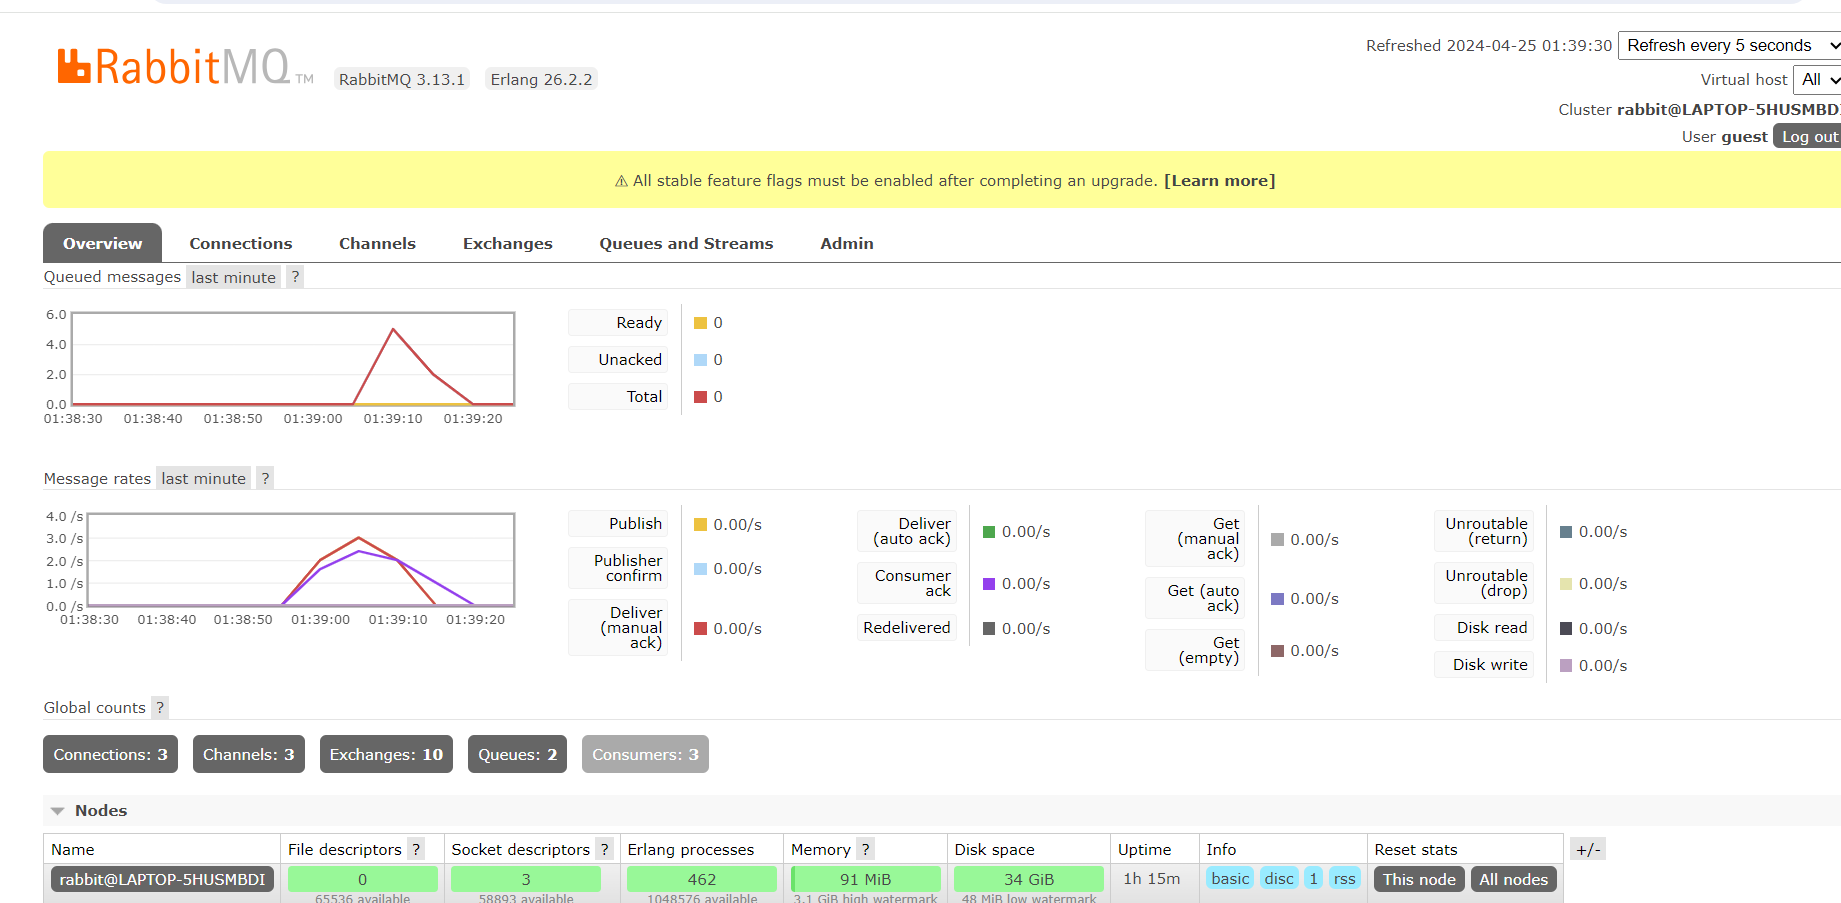 RabbitMQ TM RabbitMQ 3.13.1 Erlang 26.2.2
Refreshed 2024-04-25 01:39:30 Refresh every 5 seconds
Virtual host All
Cluster rabbit@LAPTOP-5HUSMBDI
User guest Log out
⚠ All stable feature flags must be enabled after completing an upgrade. [Learn more]
Overview Connections Channels Exchanges Queues and Streams Admin
Queued messages last minute ?
6.0
4.0
2.0
0.0
01:38:30 01:38:40 01:38:50 01:39:00 01:39:10 01:39:20
Ready 0
Unacked 0
Total 0
Message rates last minute ?
4.0 /s
3.0 /s
2.0 /s
1.0 /s
0.0 /s
01:38:30 01:38:40 01:38:50 01:39:00 01:39:10 01:39:20
Publish 0.00/s
Publisher
confirm 0.00/s
Deliver
(manual
ack) 0.00/s
Deliver
(auto ack) 0.00/s
Consumer
ack 0.00/s
Redelivered 0.00/s
Get
(manual
ack) 0.00/s
Get (auto
ack) 0.00/s
Get
(empty) 0.00/s
Unroutable
(return) 0.00/s
Unroutable
(drop) 0.00/s
Disk read 0.00/s
Disk write 0.00/s
Global counts ?
Connections: 3 Channels: 3 Exchanges: 10 Queues: 2 Consumers: 3
Nodes
Name File descriptors ? Socket descriptors ? Erlang processes Memory ? Disk space Uptime Info Reset stats +/-
rabbit@LAPTOP-5HUSMBDI 0 3 462 91 MiB 34 GiB 1h 15m basic disc 1 rss This node All nodes
65536 available 58893 available 1048576 available 3.1 GiB high watermark 48 MiB low watermark